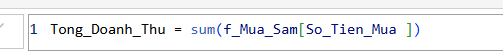 1 Tong_Doanh_Thu = sum(f_Mua_Sam[So_Tien_Mua ])